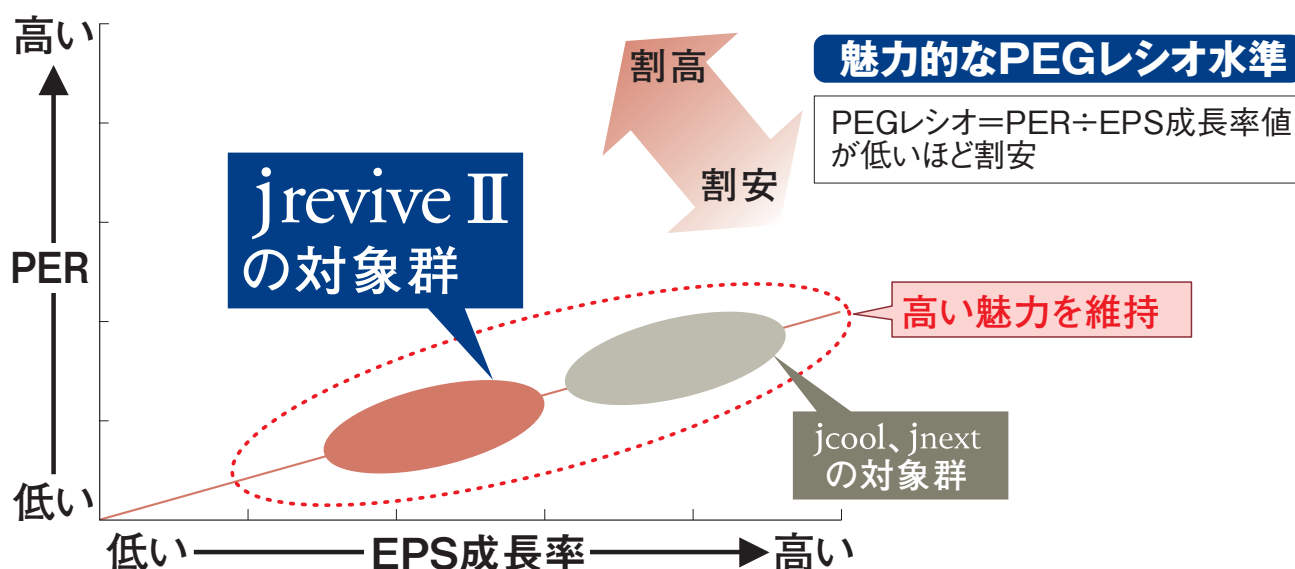 高い
割高
魅力的なPEGレシオ水準
PEGレシオ＝PER÷EPS成長率値
が低いほど割安
割安
jrevive Ⅱ
の対象群
PER
高い魅力を維持
jcool、jnext
の対象群
低い
低い
EPS成長率
高い